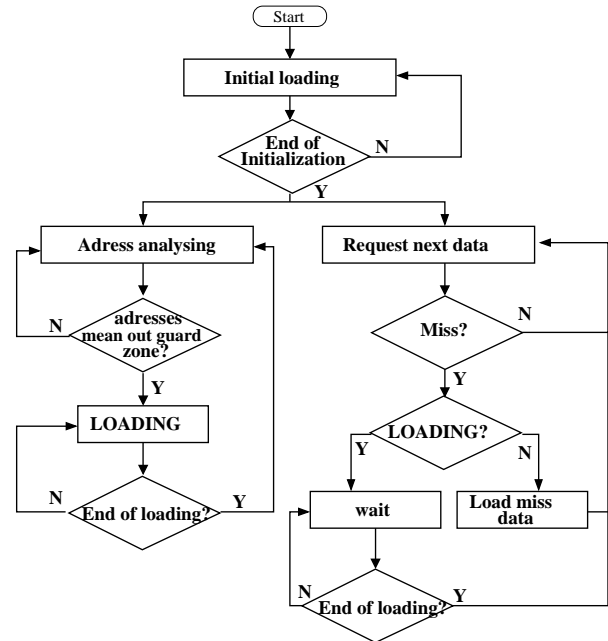 Start
Initial loading
End of
Initialization
N
Y
Adress analysing
Request next data
adresses
mean out guard
zone?
N
Y
Miss?
N
Y
LOADING
LOADING?
Y
N
End of loading?
N
Y
wait
Load miss
data
End of loading?
N
Y